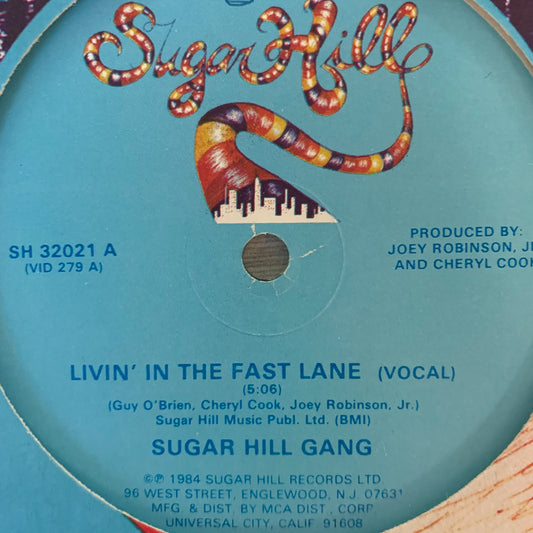 Sugar Hill
SH 32021 A
(VID 279 A)
PRODUCED BY:
JOEY ROBINSON, JR
AND CHERYL COOK
LIVIN' IN THE FAST LANE (VOCAL)
(5:06)
(Guy O'Brien, Cheryl Cook, Joey Robinson, Jr.)
Sugar Hill Music Publ. Ltd. (BMI)
SUGAR HILL GANG
©℗ 1984 SUGAR HILL RECORDS LTD
96 WEST STREET, ENGLEWOOD, N.J. 07631
MFG. & DIST. BY MCA DIST. CORP.
UNIVERSAL CITY, CALIF. 91608